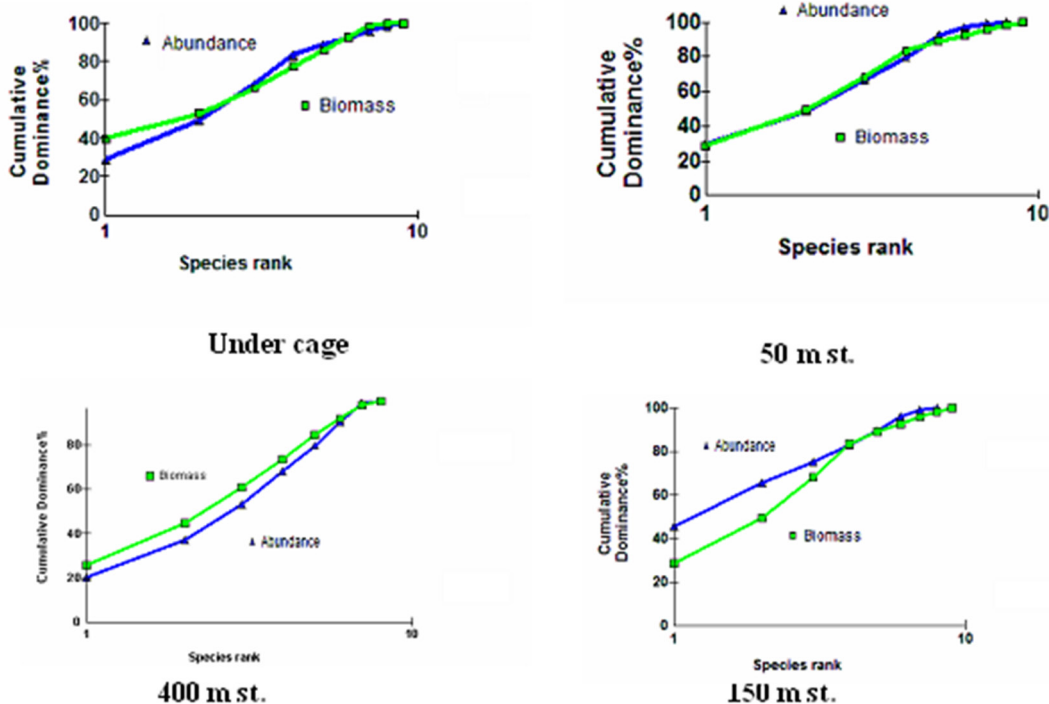 100
80
60
40
20
0
Cumulative
Dominance%
Abundance
Biomass
1
10
Species rank
Under cage
100
80
60
40
20
0
Cumulative
Dominance%
Abundance
Biomass
1
10
Species rank
50 m st.
80
60
40
20
0
Cumulative Dominance%
Biomass
Abundance
1
10
Species rank
400 m st.
100
80
60
40
20
0
Cumulative
Dominance%
Abundance
Biomass
1
10
Species rank
150 m st.